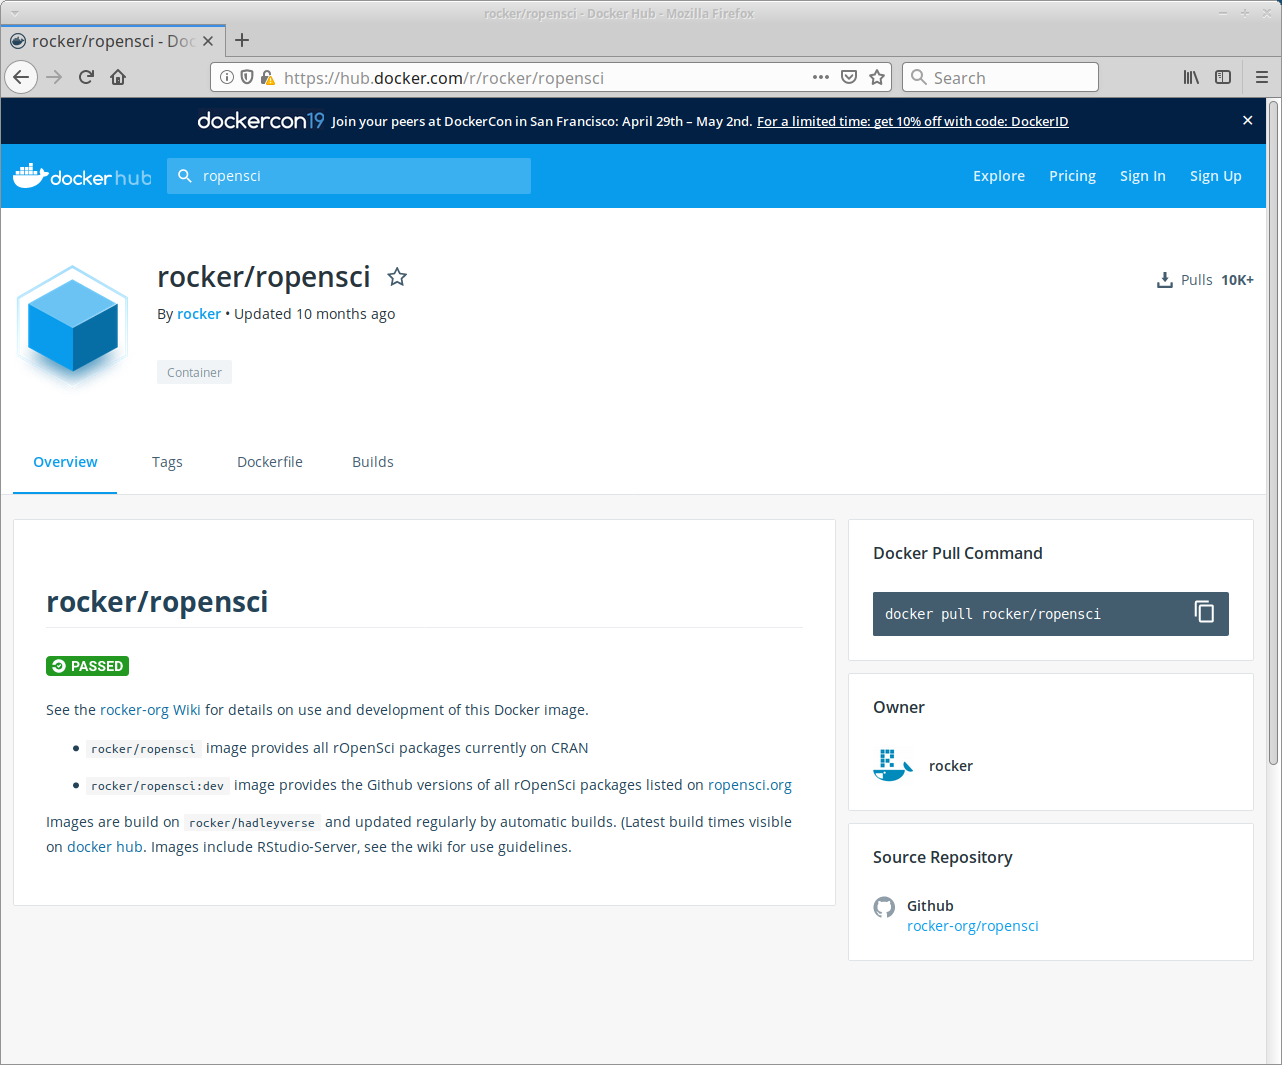 rocker/ropensci - Docker Hub - Mozilla Firefox
rocker/ropensci - Doc
https://hub.docker.com/r/rocker/ropensci
Search
dockercon19 Join your peers at DockerCon in San Francisco: April 29th – May 2nd. For a limited time: get 10% off with code: DockerID
docker hub
ropensci
Explore Pricing Sign In Sign Up
rocker/ropensci
Pulls 10K+
By rocker • Updated 10 months ago
Container
Overview Tags Dockerfile Builds
rocker/ropensci
PASSED
See the rocker-org Wiki for details on use and development of this Docker image.
• rocker/ropensci image provides all rOpenSci packages currently on CRAN
• rocker/ropensci:dev image provides the Github versions of all rOpenSci packages listed on ropensci.org
Images are build on rocker/hadleyverse and updated regularly by automatic builds. (Latest build times visible
on docker hub. Images include RStudio-Server, see the wiki for use guidelines.
Docker Pull Command
docker pull rocker/ropensci
Owner
rocker
Source Repository
Github
rocker-org/ropensci